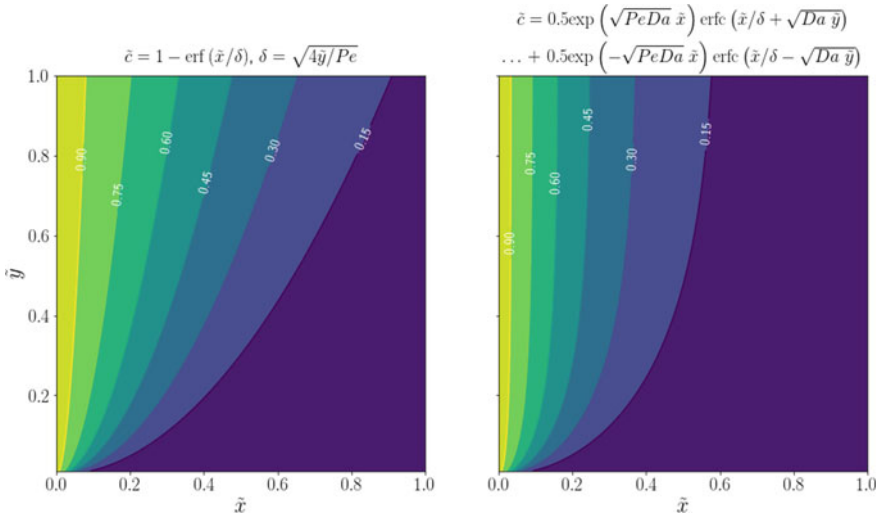 c̃ = 1 − erf (x̃/δ), δ = √(4ỹ/Pe)
1.0
0.8
0.6
0.4
0.2
ỹ
0.90
0.75
0.60
0.45
0.30
0.15
0.0 0.2 0.4 0.6 0.8 1.0
x̃
c̃ = 0.5exp (√(PeDa) x̃) erfc (x̃/δ + √(Da ỹ))
... + 0.5exp (−√(PeDa) x̃) erfc (x̃/δ − √(Da ỹ))
0.90
0.75
0.60
0.45
0.30
0.15
0.0 0.2 0.4 0.6 0.8 1.0
x̃